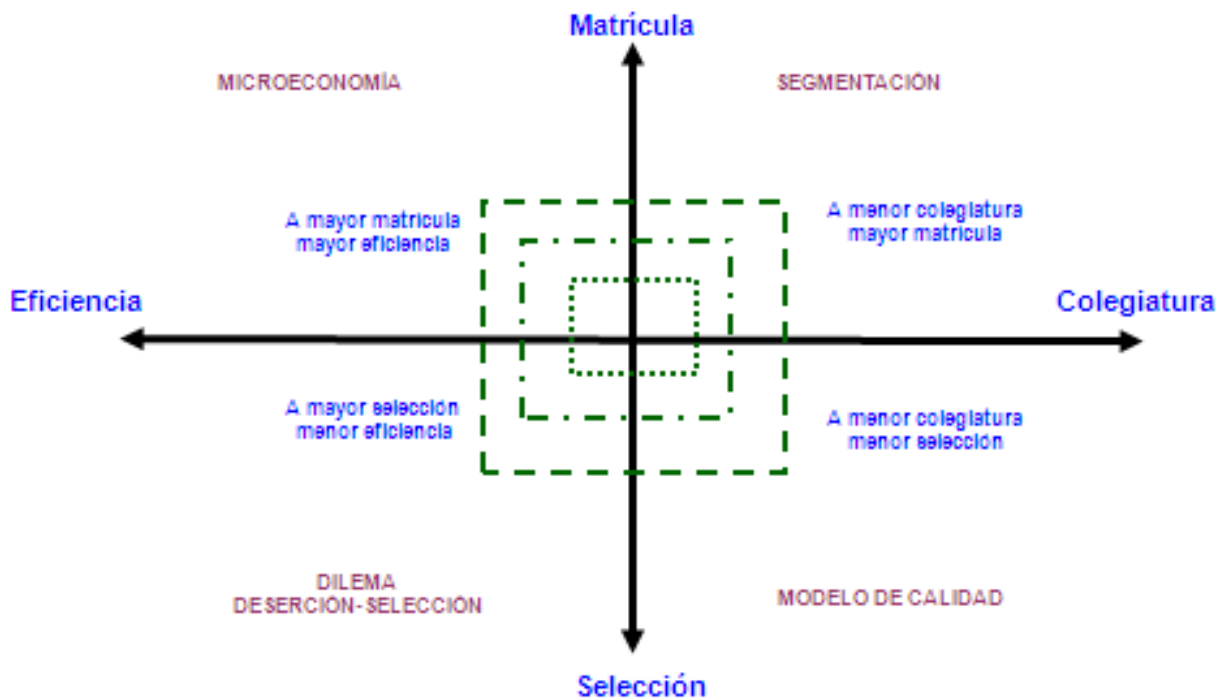 Matrícula
MICROECONOMÍA
SEGMENTACIÓN
A mayor matrícula
mayor eficiencia
A menor colegiatura
mayor matrícula
Eficiencia
Colegiatura
A mayor selección
menor eficiencia
A menor colegiatura
menor selección
DILEMA
DESERCIÓN-SELECCIÓN
MODELO DE CALIDAD
Selección